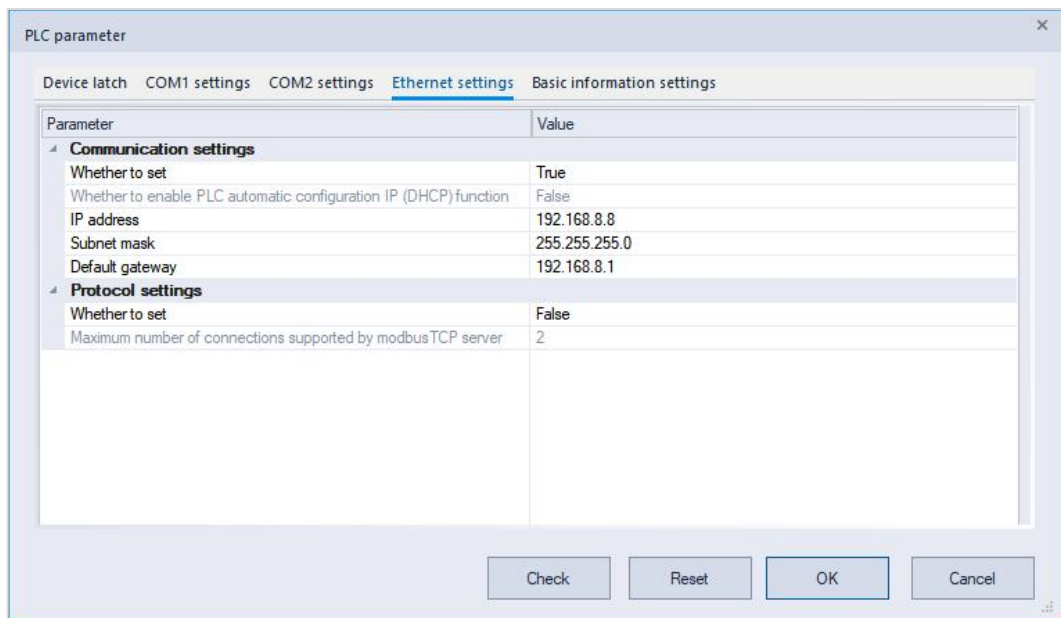 PLC parameter
Device latch COM1 settings COM2 settings Ethernet settings Basic information settings
Parameter Value
Communication settings
Whether to set True
Whether to enable PLC automatic configuration IP (DHCP) function False
IP address 192.168.8.8
Subnet mask 255.255.255.0
Default gateway 192.168.8.1
Protocol settings
Whether to set False
Maximum number of connections supported by modbusTCP server 2
Check Reset OK Cancel